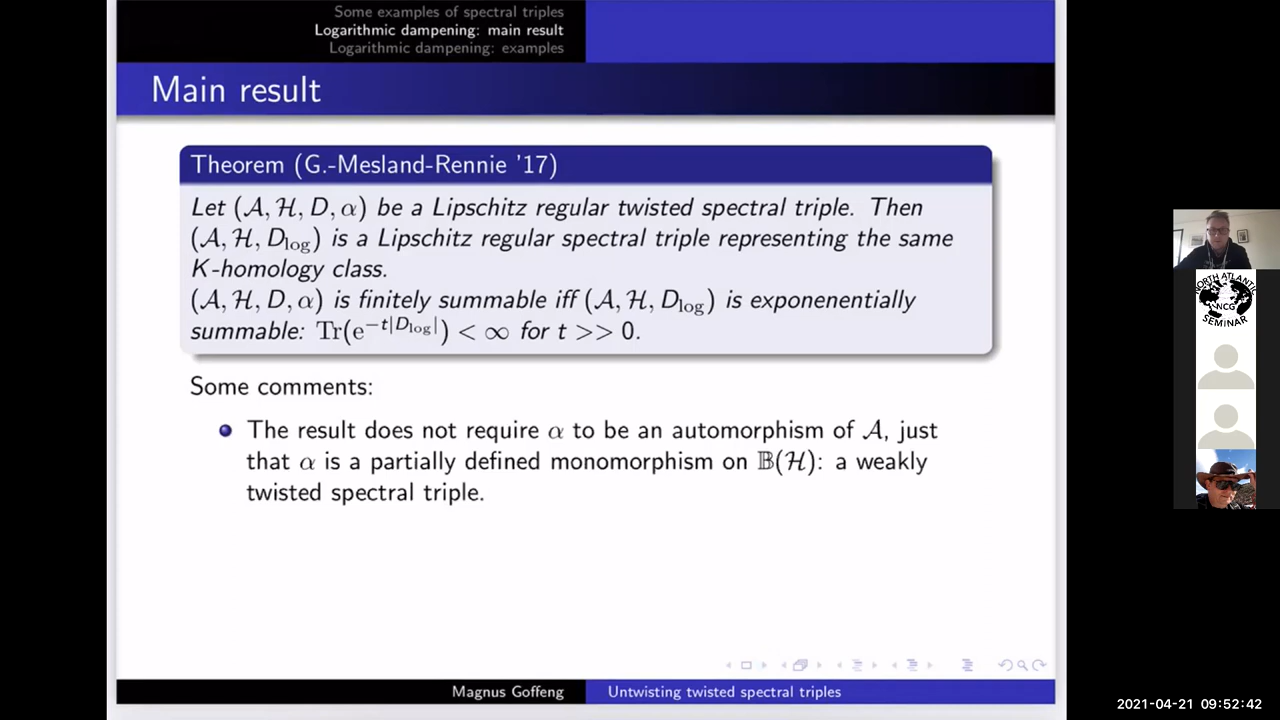 Some examples of spectral triples
Logarithmic dampening: main result
Logarithmic dampening: examples
Main result
Theorem (G.-Mesland-Rennie '17)
Let (𝒜, ℋ, D, α) be a Lipschitz regular twisted spectral triple. Then
(𝒜, ℋ, D_log) is a Lipschitz regular spectral triple representing the same
K-homology class.
(𝒜, ℋ, D, α) is finitely summable iff (𝒜, ℋ, D_log) is exponenentially
summable: Tr(e^{-t|D_log|}) < ∞ for t >> 0.
Some comments:
The result does not require α to be an automorphism of 𝒜, just
that α is a partially defined monomorphism on 𝔹(ℋ): a weakly
twisted spectral triple.
Magnus Goffeng
Untwisting twisted spectral triples
NORTH ATLANTIC
NCG
SEMINAR
2021-04-21 09:52:42